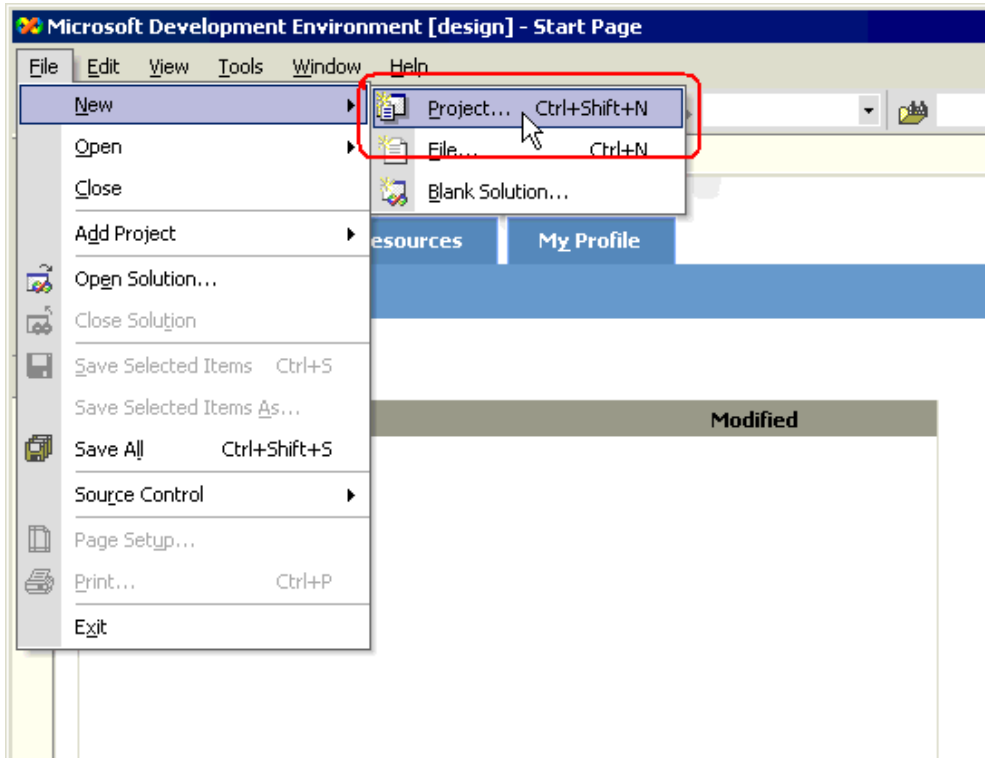 Microsoft Development Environment [design] - Start Page
File Edit View Tools Window Help
New
Project... Ctrl+Shift+N
Open
File... Ctrl+N
Close
Blank Solution...
Add Project
esources My Profile
Open Solution...
Close Solution
Save Selected Items Ctrl+S
Save Selected Items As...
Modified
Save All Ctrl+Shift+S
Source Control
Page Setup...
Print... Ctrl+P
Exit